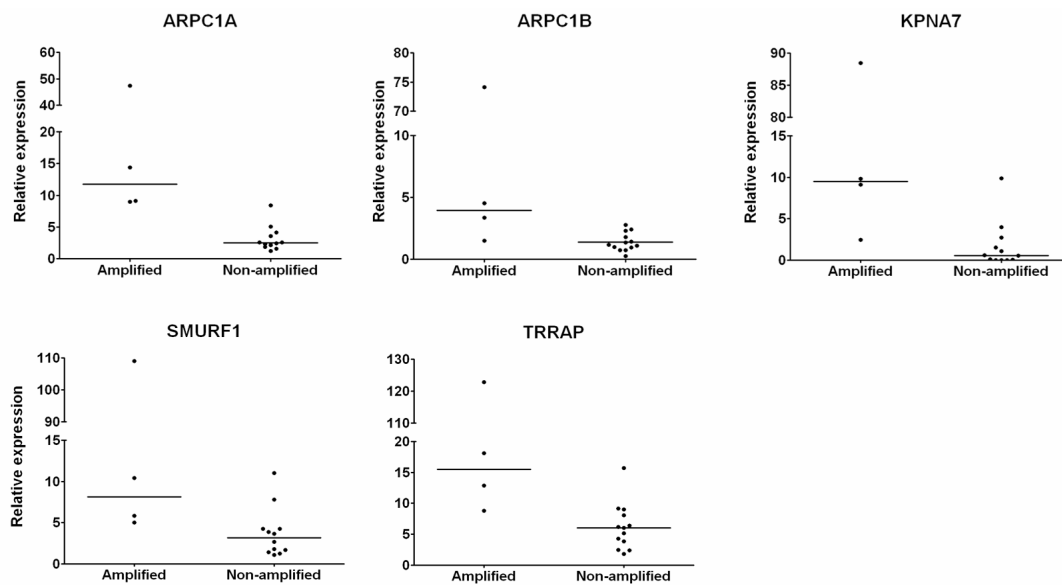 ARPC1A
ARPC1B
KPNA7
Relative expression
60
50
40
20
15
10
5
0
Amplified
Non-amplified
Relative expression
80
75
70
10
5
0
Amplified
Non-amplified
Relative expression
90
85
80
15
10
5
0
Amplified
Non-amplified
SMURF1
TRRAP
Relative expression
110
100
90
15
10
5
0
Amplified
Non-amplified
Relative expression
130
120
110
20
15
10
5
0
Amplified
Non-amplified